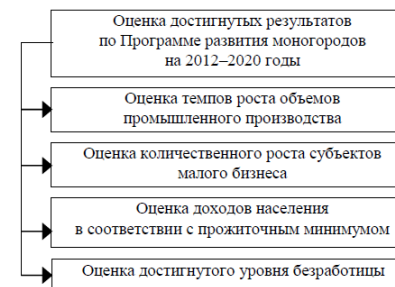 Оценка достигнутых результатов
по Программе развития моногородов
на 2012–2020 годы
Оценка темпов роста объемов
промышленного производства
Оценка количественного роста субъектов
малого бизнеса
Оценка доходов населения
в соответствии с прожиточным минимумом
Оценка достигнутого уровня безработицы